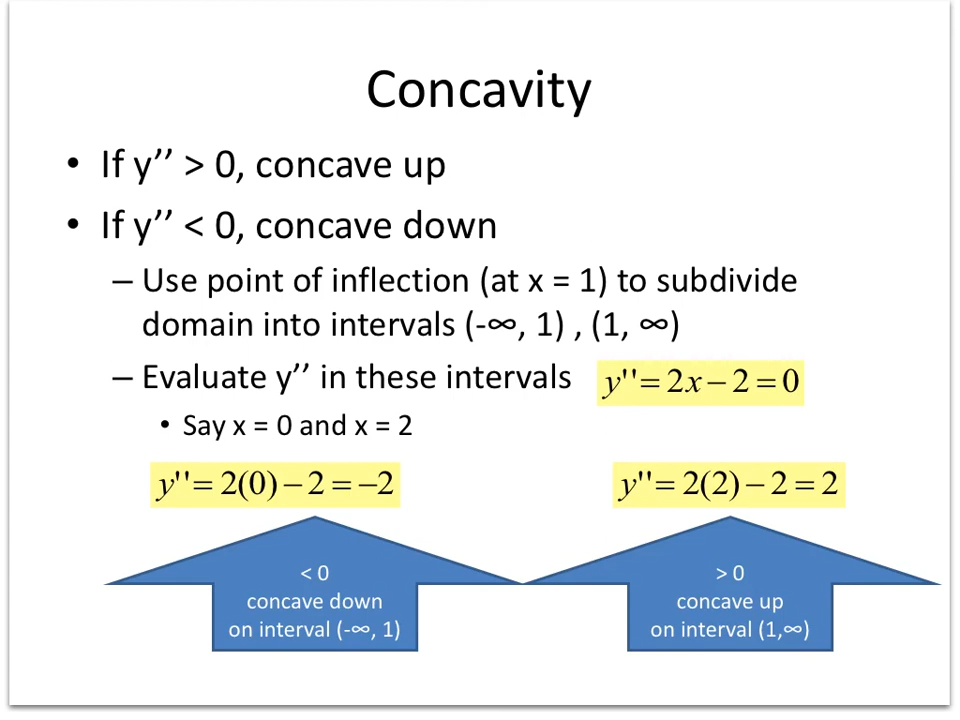 Concavity
• If y’’ > 0, concave up
• If y’’ < 0, concave down
– Use point of inflection (at x = 1) to subdivide
domain into intervals (-∞, 1) , (1, ∞)
– Evaluate y’’ in these intervals
y''= 2x − 2 = 0
• Say x = 0 and x = 2
y''= 2(0) − 2 = −2
y''= 2(2) − 2 = 2
< 0
concave down
on interval (-∞, 1)
> 0
concave up
on interval (1,∞)